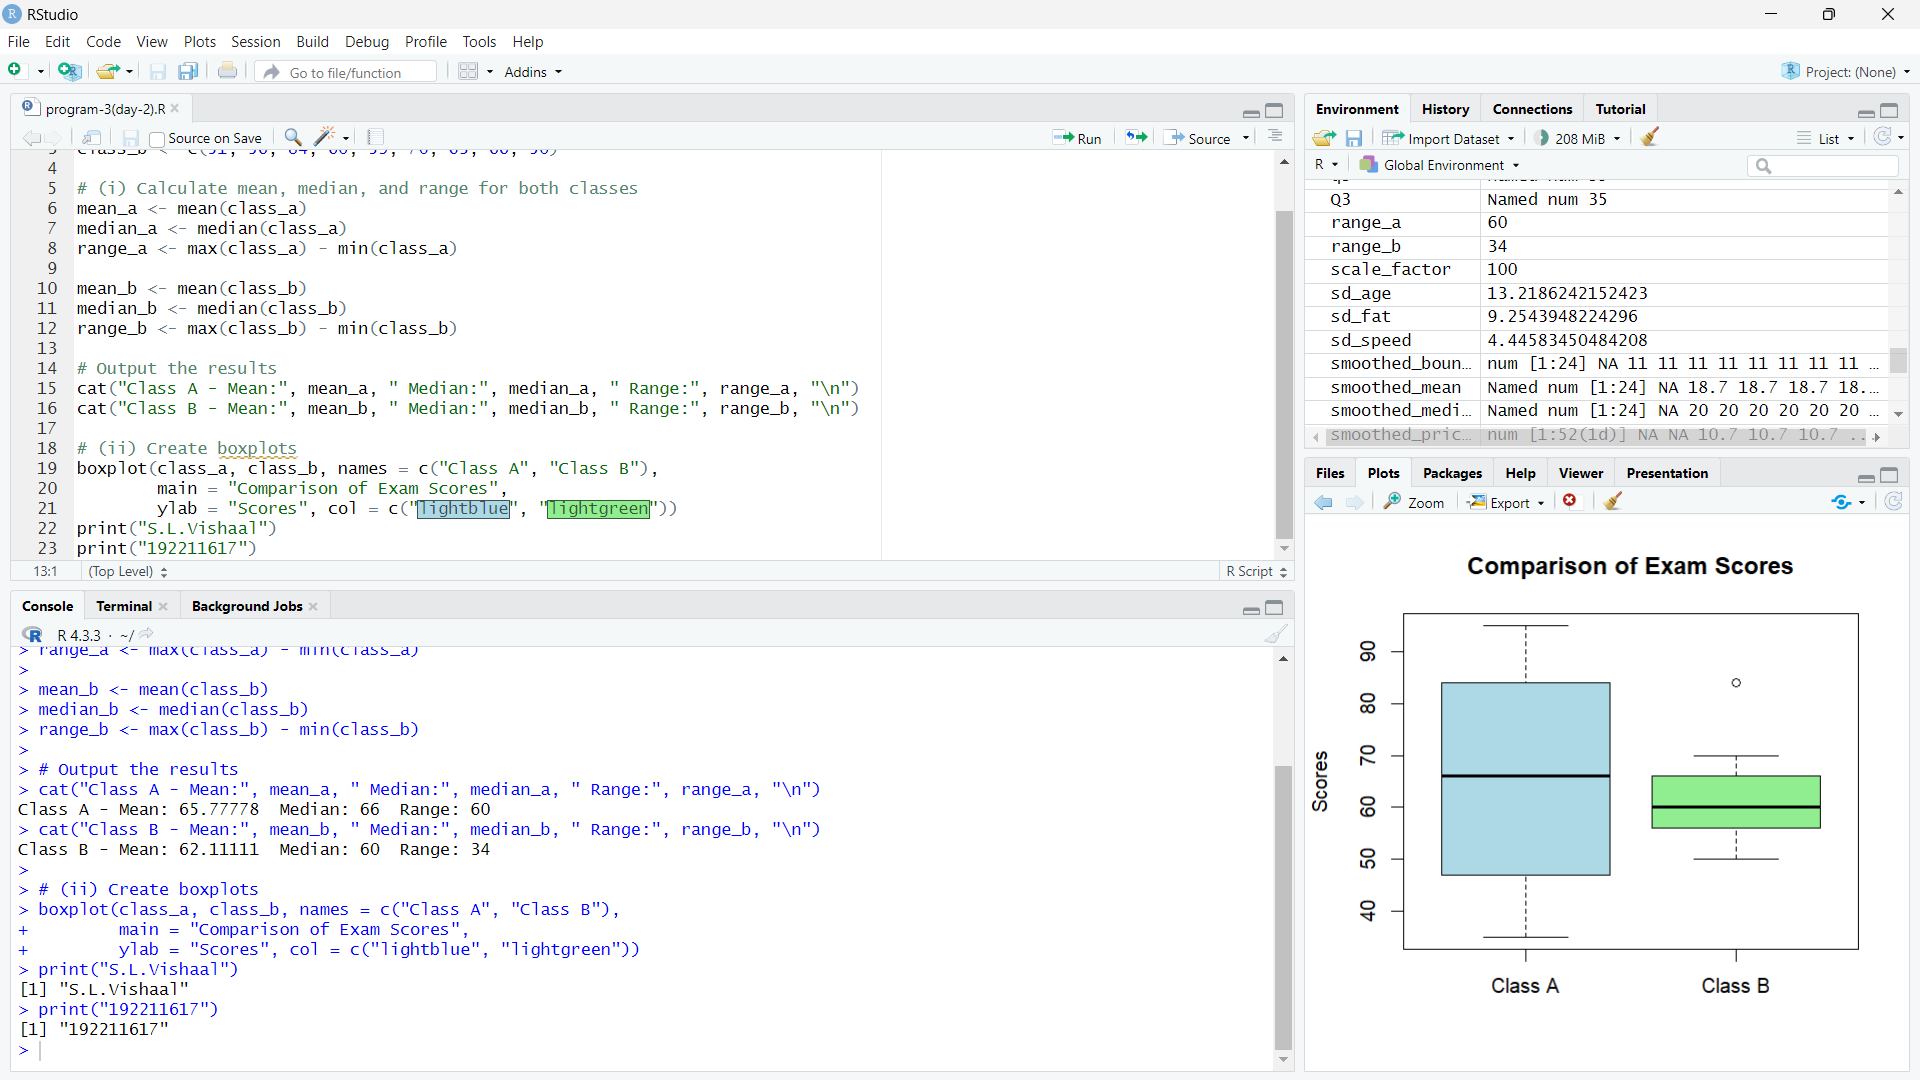 RStudio
File Edit Code View Plots Session Build Debug Profile Tools Help
Go to file/function Addins Project: (None)
program-3(day-2).R
Source on Save Run Source
4
5 # (i) Calculate mean, median, and range for both classes
6 mean_a <- mean(class_a)
7 median_a <- median(class_a)
8 range_a <- max(class_a) - min(class_a)
9
10 mean_b <- mean(class_b)
11 median_b <- median(class_b)
12 range_b <- max(class_b) - min(class_b)
13
14 # Output the results
15 cat("Class A - Mean:", mean_a, " Median:", median_a, " Range:", range_a, "\n")
16 cat("Class B - Mean:", mean_b, " Median:", median_b, " Range:", range_b, "\n")
17
18 # (ii) Create boxplots
19 boxplot(class_a, class_b, names = c("Class A", "Class B"),
20 main = "Comparison of Exam Scores",
21 ylab = "Scores", col = c("lightblue", "lightgreen"))
22 print("S.L.Vishaal")
23 print("192211617")
13:1 (Top Level) R Script
Console Terminal Background Jobs
R 4.3.3 · ~/
> range_a <- max(class_a) - min(class_a)
>
> mean_b <- mean(class_b)
> median_b <- median(class_b)
> range_b <- max(class_b) - min(class_b)
>
> # Output the results
> cat("Class A - Mean:", mean_a, " Median:", median_a, " Range:", range_a, "\n")
Class A - Mean: 65.77778  Median: 66  Range: 60
> cat("Class B - Mean:", mean_b, " Median:", median_b, " Range:", range_b, "\n")
Class B - Mean: 62.11111  Median: 60  Range: 34
>
> # (ii) Create boxplots
> boxplot(class_a, class_b, names = c("Class A", "Class B"),
+ main = "Comparison of Exam Scores",
+ ylab = "Scores", col = c("lightblue", "lightgreen"))
> print("S.L.Vishaal")
[1] "S.L.Vishaal"
> print("192211617")
[1] "192211617"
>
Environment History Connections Tutorial
Import Dataset 208 MiB List
R Global Environment
Q3 Named num 35
range_a 60
range_b 34
scale_factor 100
sd_age 13.2186242152423
sd_fat 9.2543948224296
sd_speed 4.44583450484208
smoothed_boun… num [1:24] NA 11 11 11 11 11 11 11 11 …
smoothed_mean Named num [1:24] NA 18.7 18.7 18.7 18.…
smoothed_medi… Named num [1:24] NA 20 20 20 20 20 20 …
smoothed_pric… num [1:52(1d)] NA NA 10.7 10.7 10.7 …
Files Plots Packages Help Viewer Presentation
Zoom Export
Comparison of Exam Scores
Scores
90
80
70
60
50
40
Class A Class B